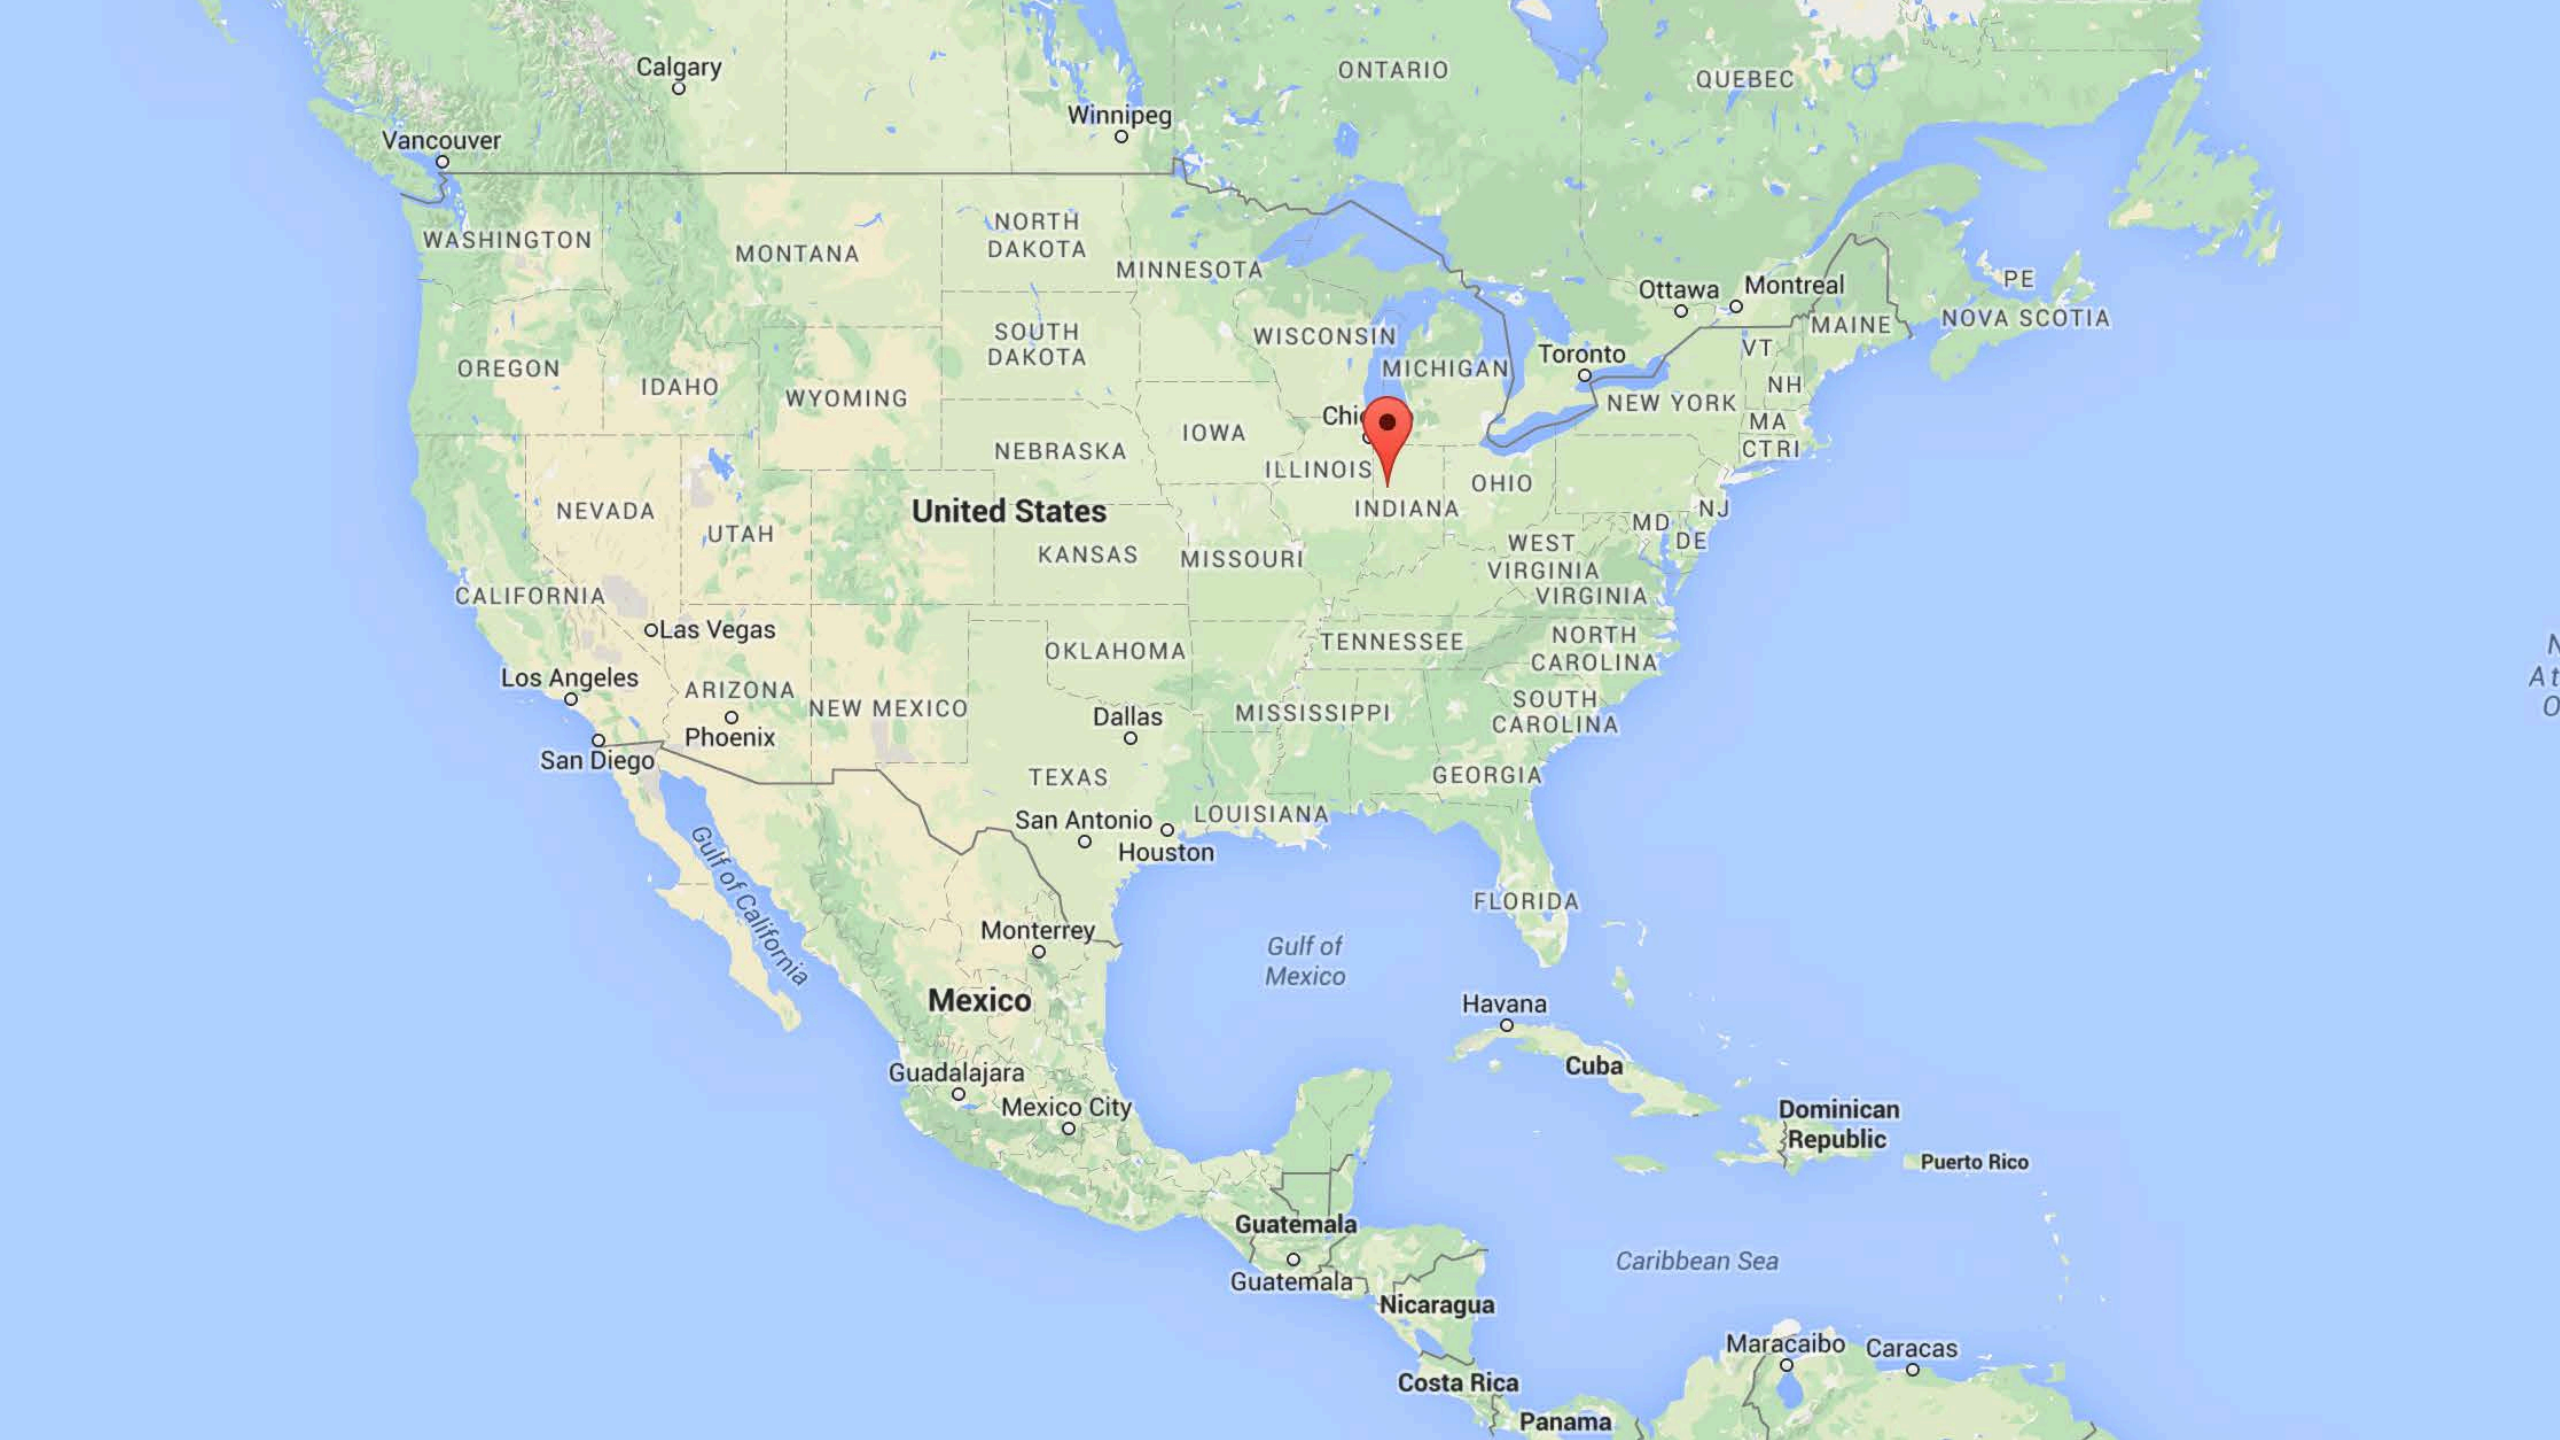 Calgary
ONTARIO
QUEBEC
Winnipeg
Vancouver
NORTH
DAKOTA
WASHINGTON
MONTANA
MINNESOTA
PE
Ottawa
Montreal
NOVA SCOTIA
MAINE
SOUTH
DAKOTA
WISCONSIN
VT
Toronto
OREGON
MICHIGAN
IDAHO
NH
WYOMING
NEW YORK
Chi
MA
IOWA
NEBRASKA
CTRI
ILLINOIS
OHIO
NEVADA
United States
INDIANA
NJ
MD
UTAH
DE
WEST
VIRGINIA
KANSAS
MISSOURI
CALIFORNIA
VIRGINIA
Las Vegas
OKLAHOMA
TENNESSEE
NORTH
CAROLINA
Los Angeles
ARIZONA
NEW MEXICO
Phoenix
Dallas
MISSISSIPPI
SOUTH
CAROLINA
San Diego
TEXAS
GEORGIA
San Antonio
LOUISIANA
Houston
Gulf of California
FLORIDA
Monterrey
Gulf of
Mexico
Mexico
Havana
Cuba
Guadalajara
Mexico City
Dominican
Republic
Puerto Rico
Guatemala
Guatemala
Caribbean Sea
Nicaragua
Maracaibo
Caracas
Costa Rica
Panama